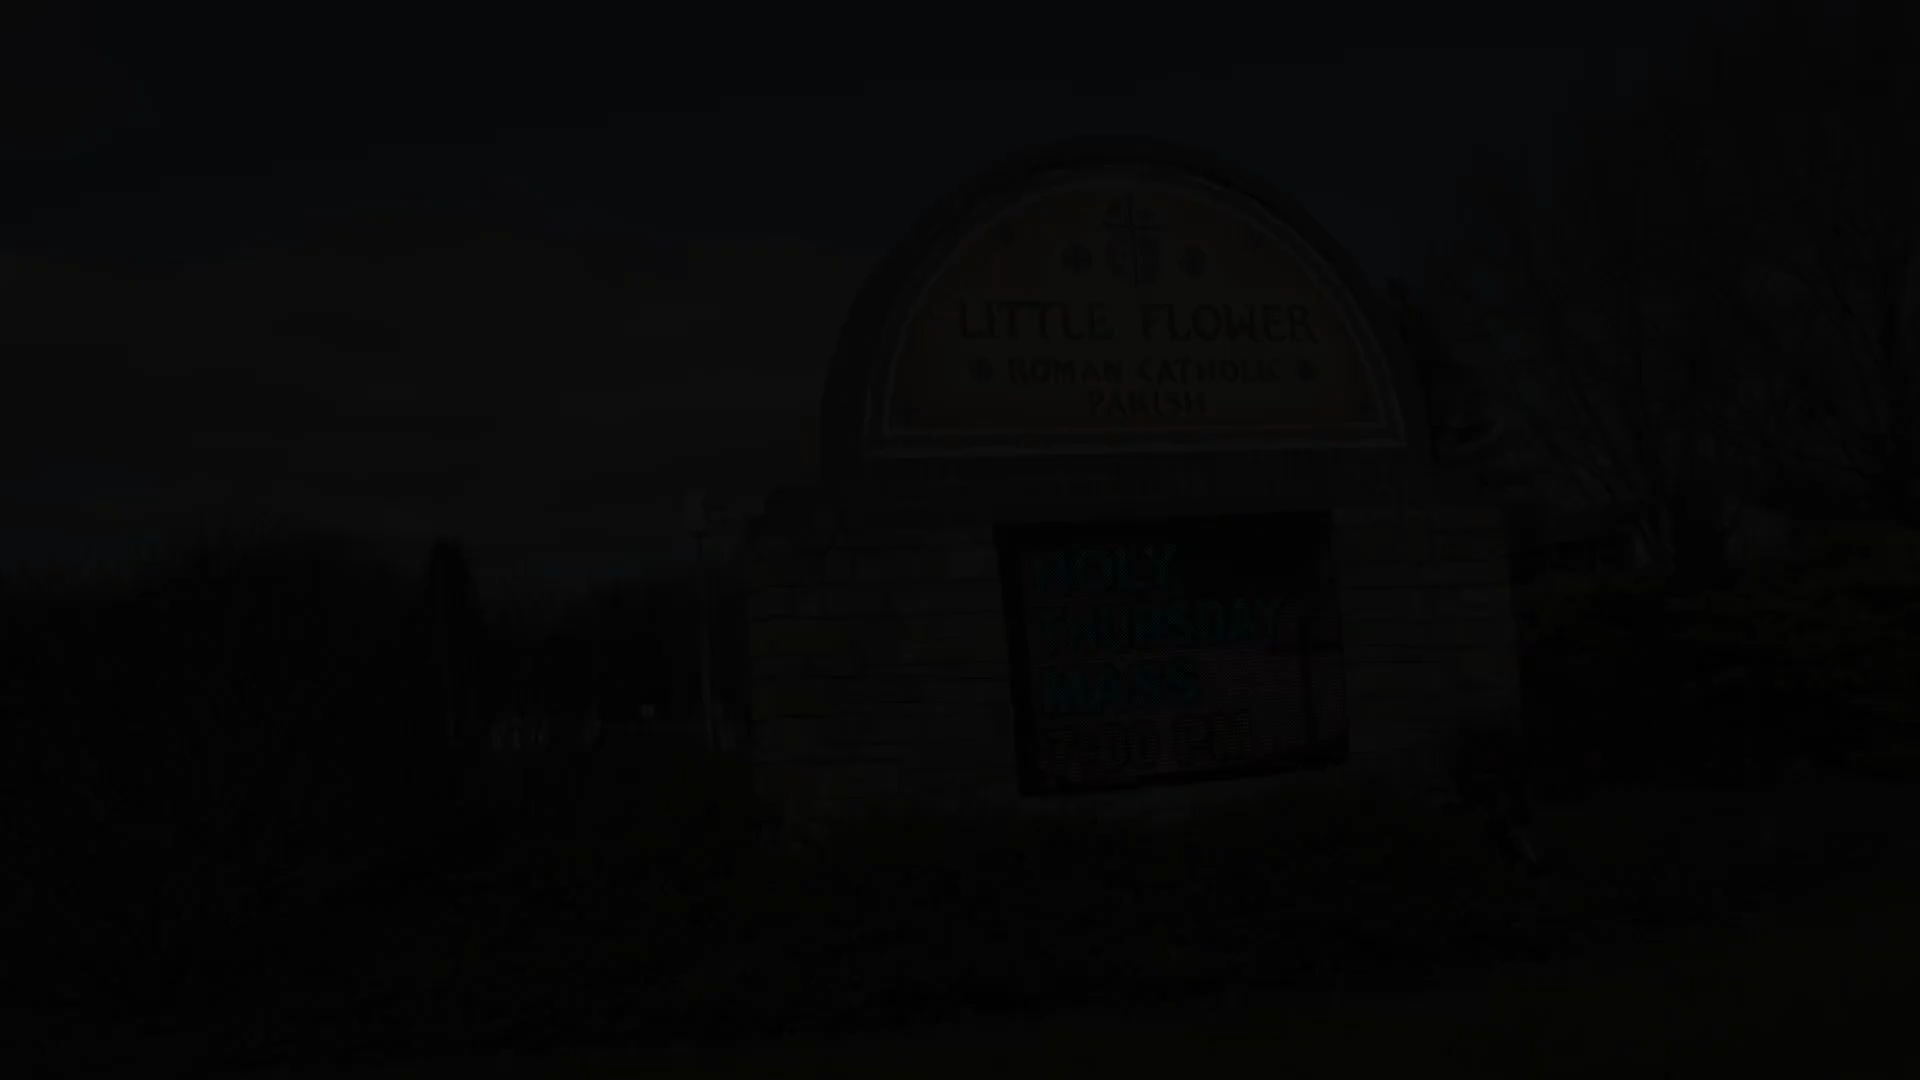 LITTLE FLOWER
ROMAN CATHOLIC
PARISH
HOLY
THURSDAY
MASS
7:00 PM